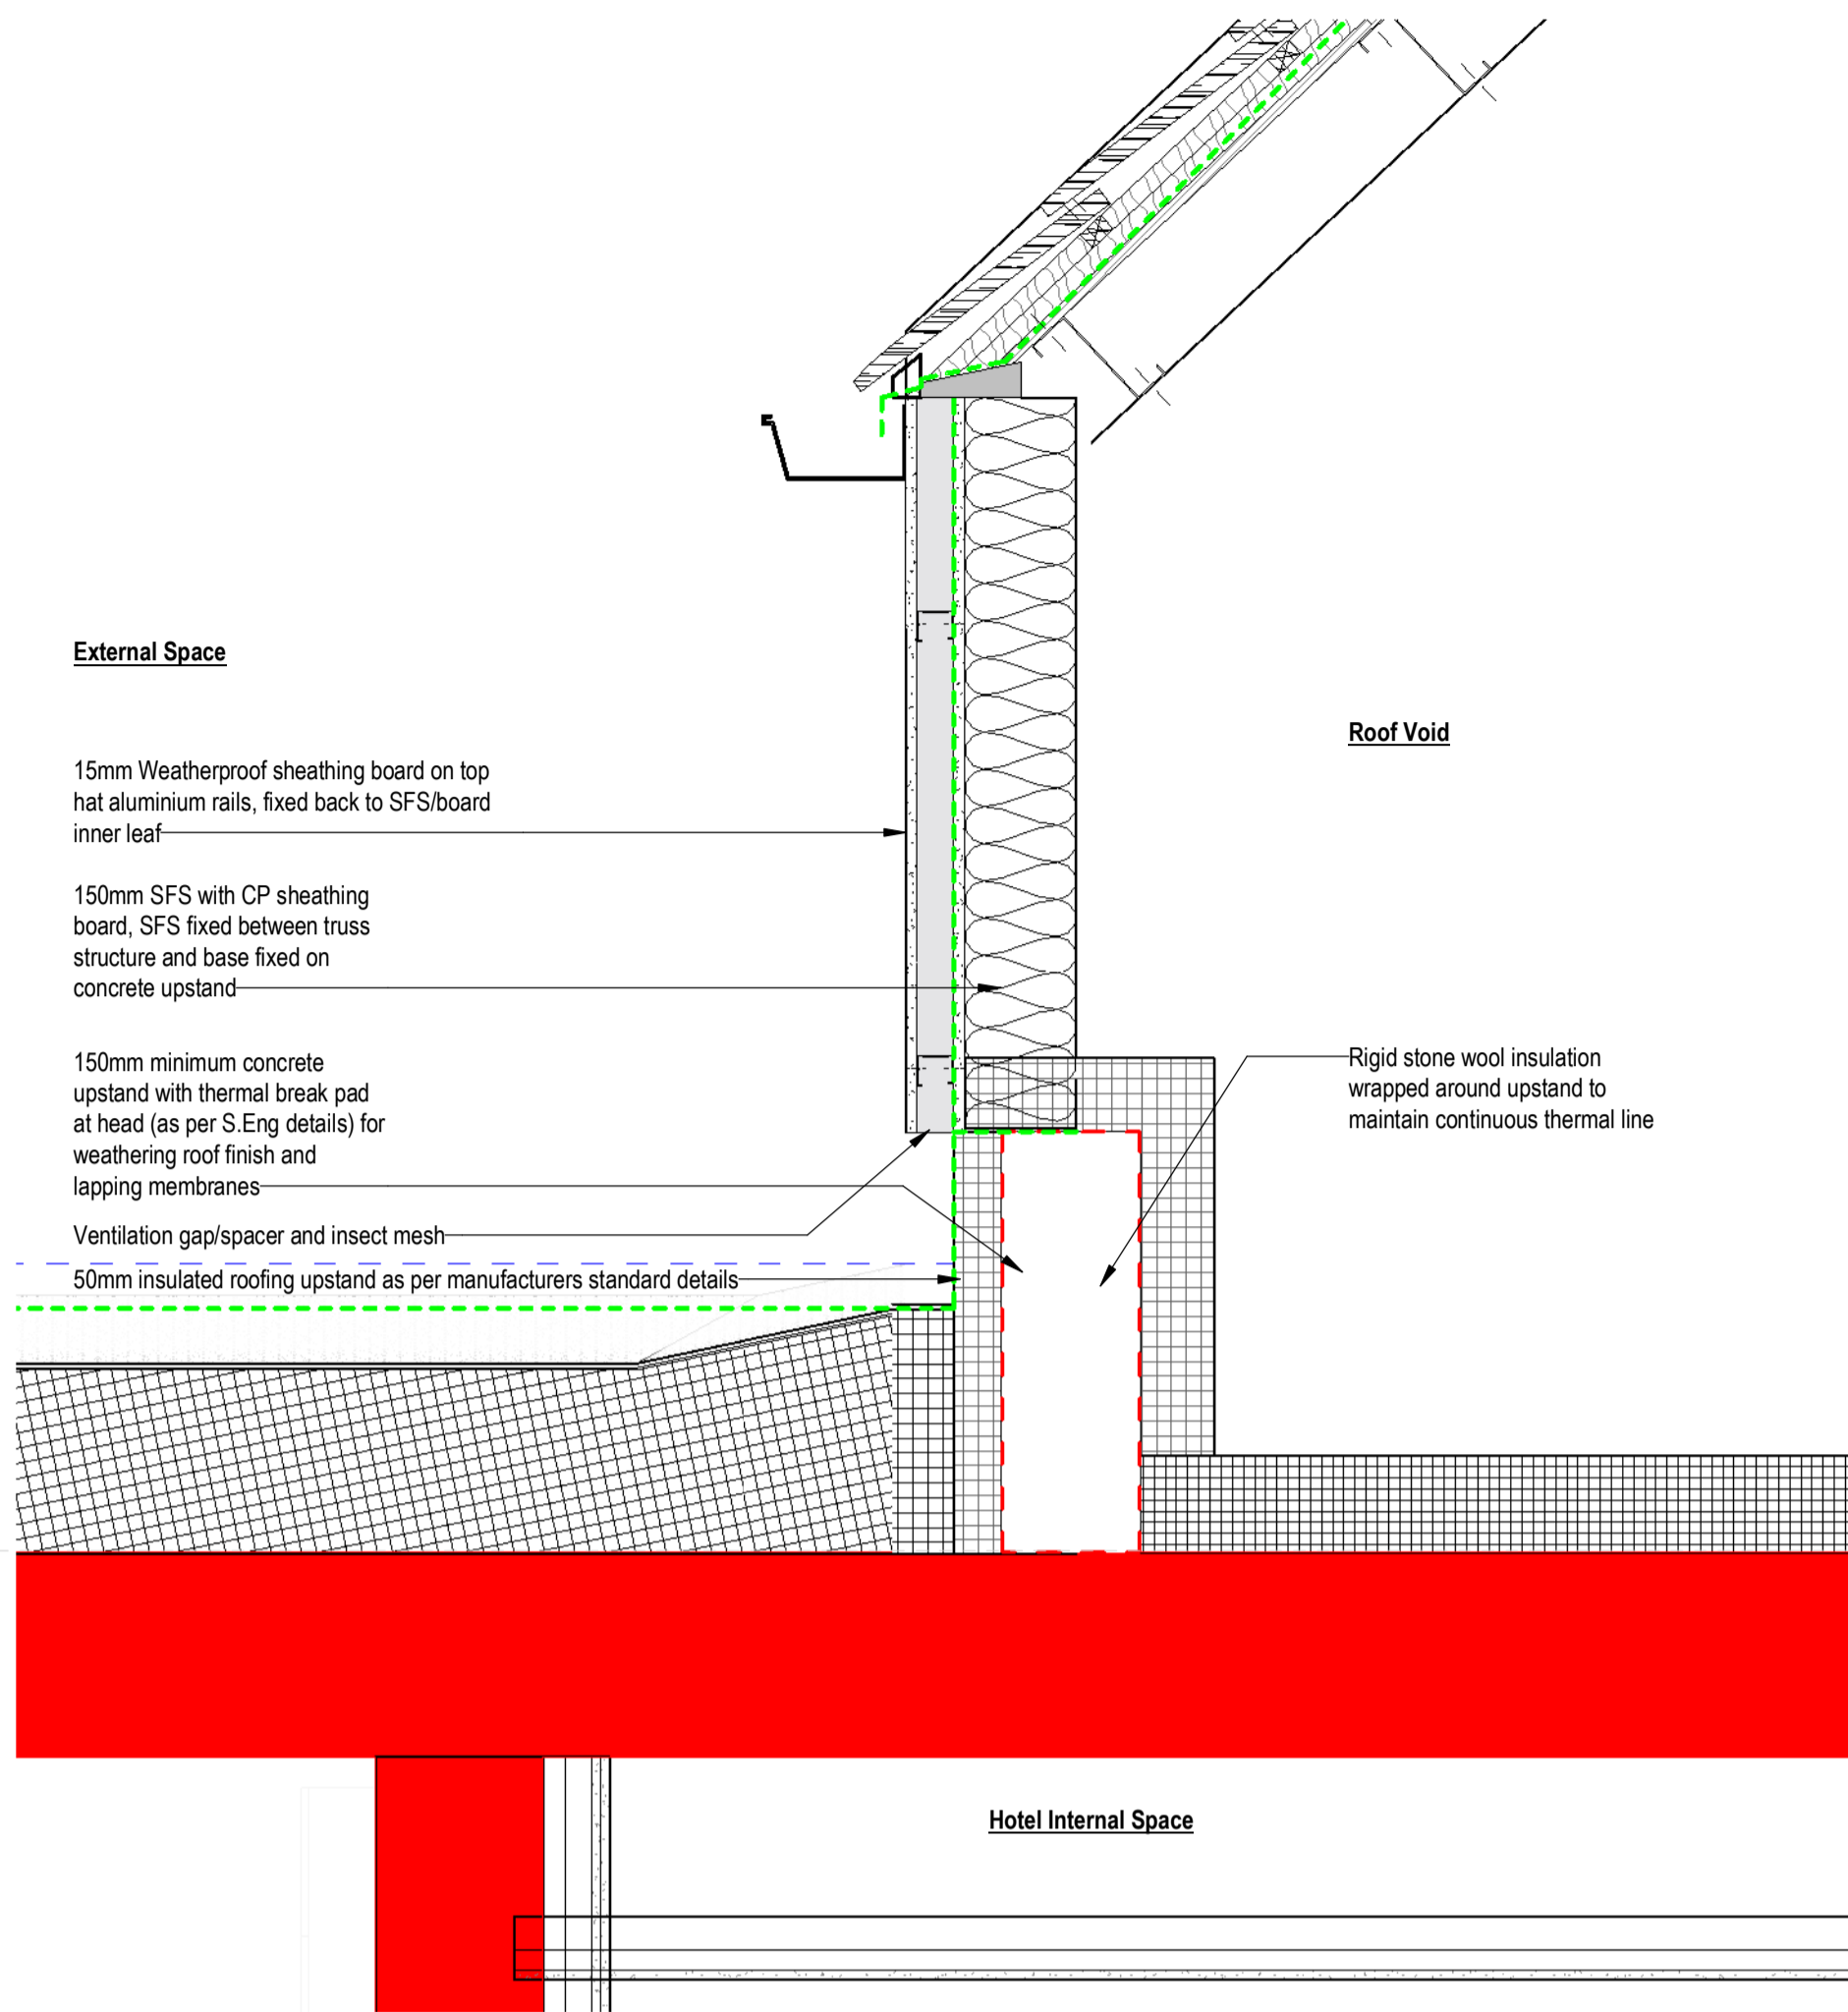 External Space
Roof Void
15mm Weatherproof sheathing board on top
hat aluminium rails, fixed back to SFS/board
inner leaf
150mm SFS with CP sheathing
board, SFS fixed between truss
structure and base fixed on
concrete upstand
150mm minimum concrete
upstand with thermal break pad
at head (as per S.Eng details) for
weathering roof finish and
lapping membranes
Rigid stone wool insulation
wrapped around upstand to
maintain continuous thermal line
Ventilation gap/spacer and insect mesh
50mm insulated roofing upstand as per manufacturers standard details
Hotel Internal Space